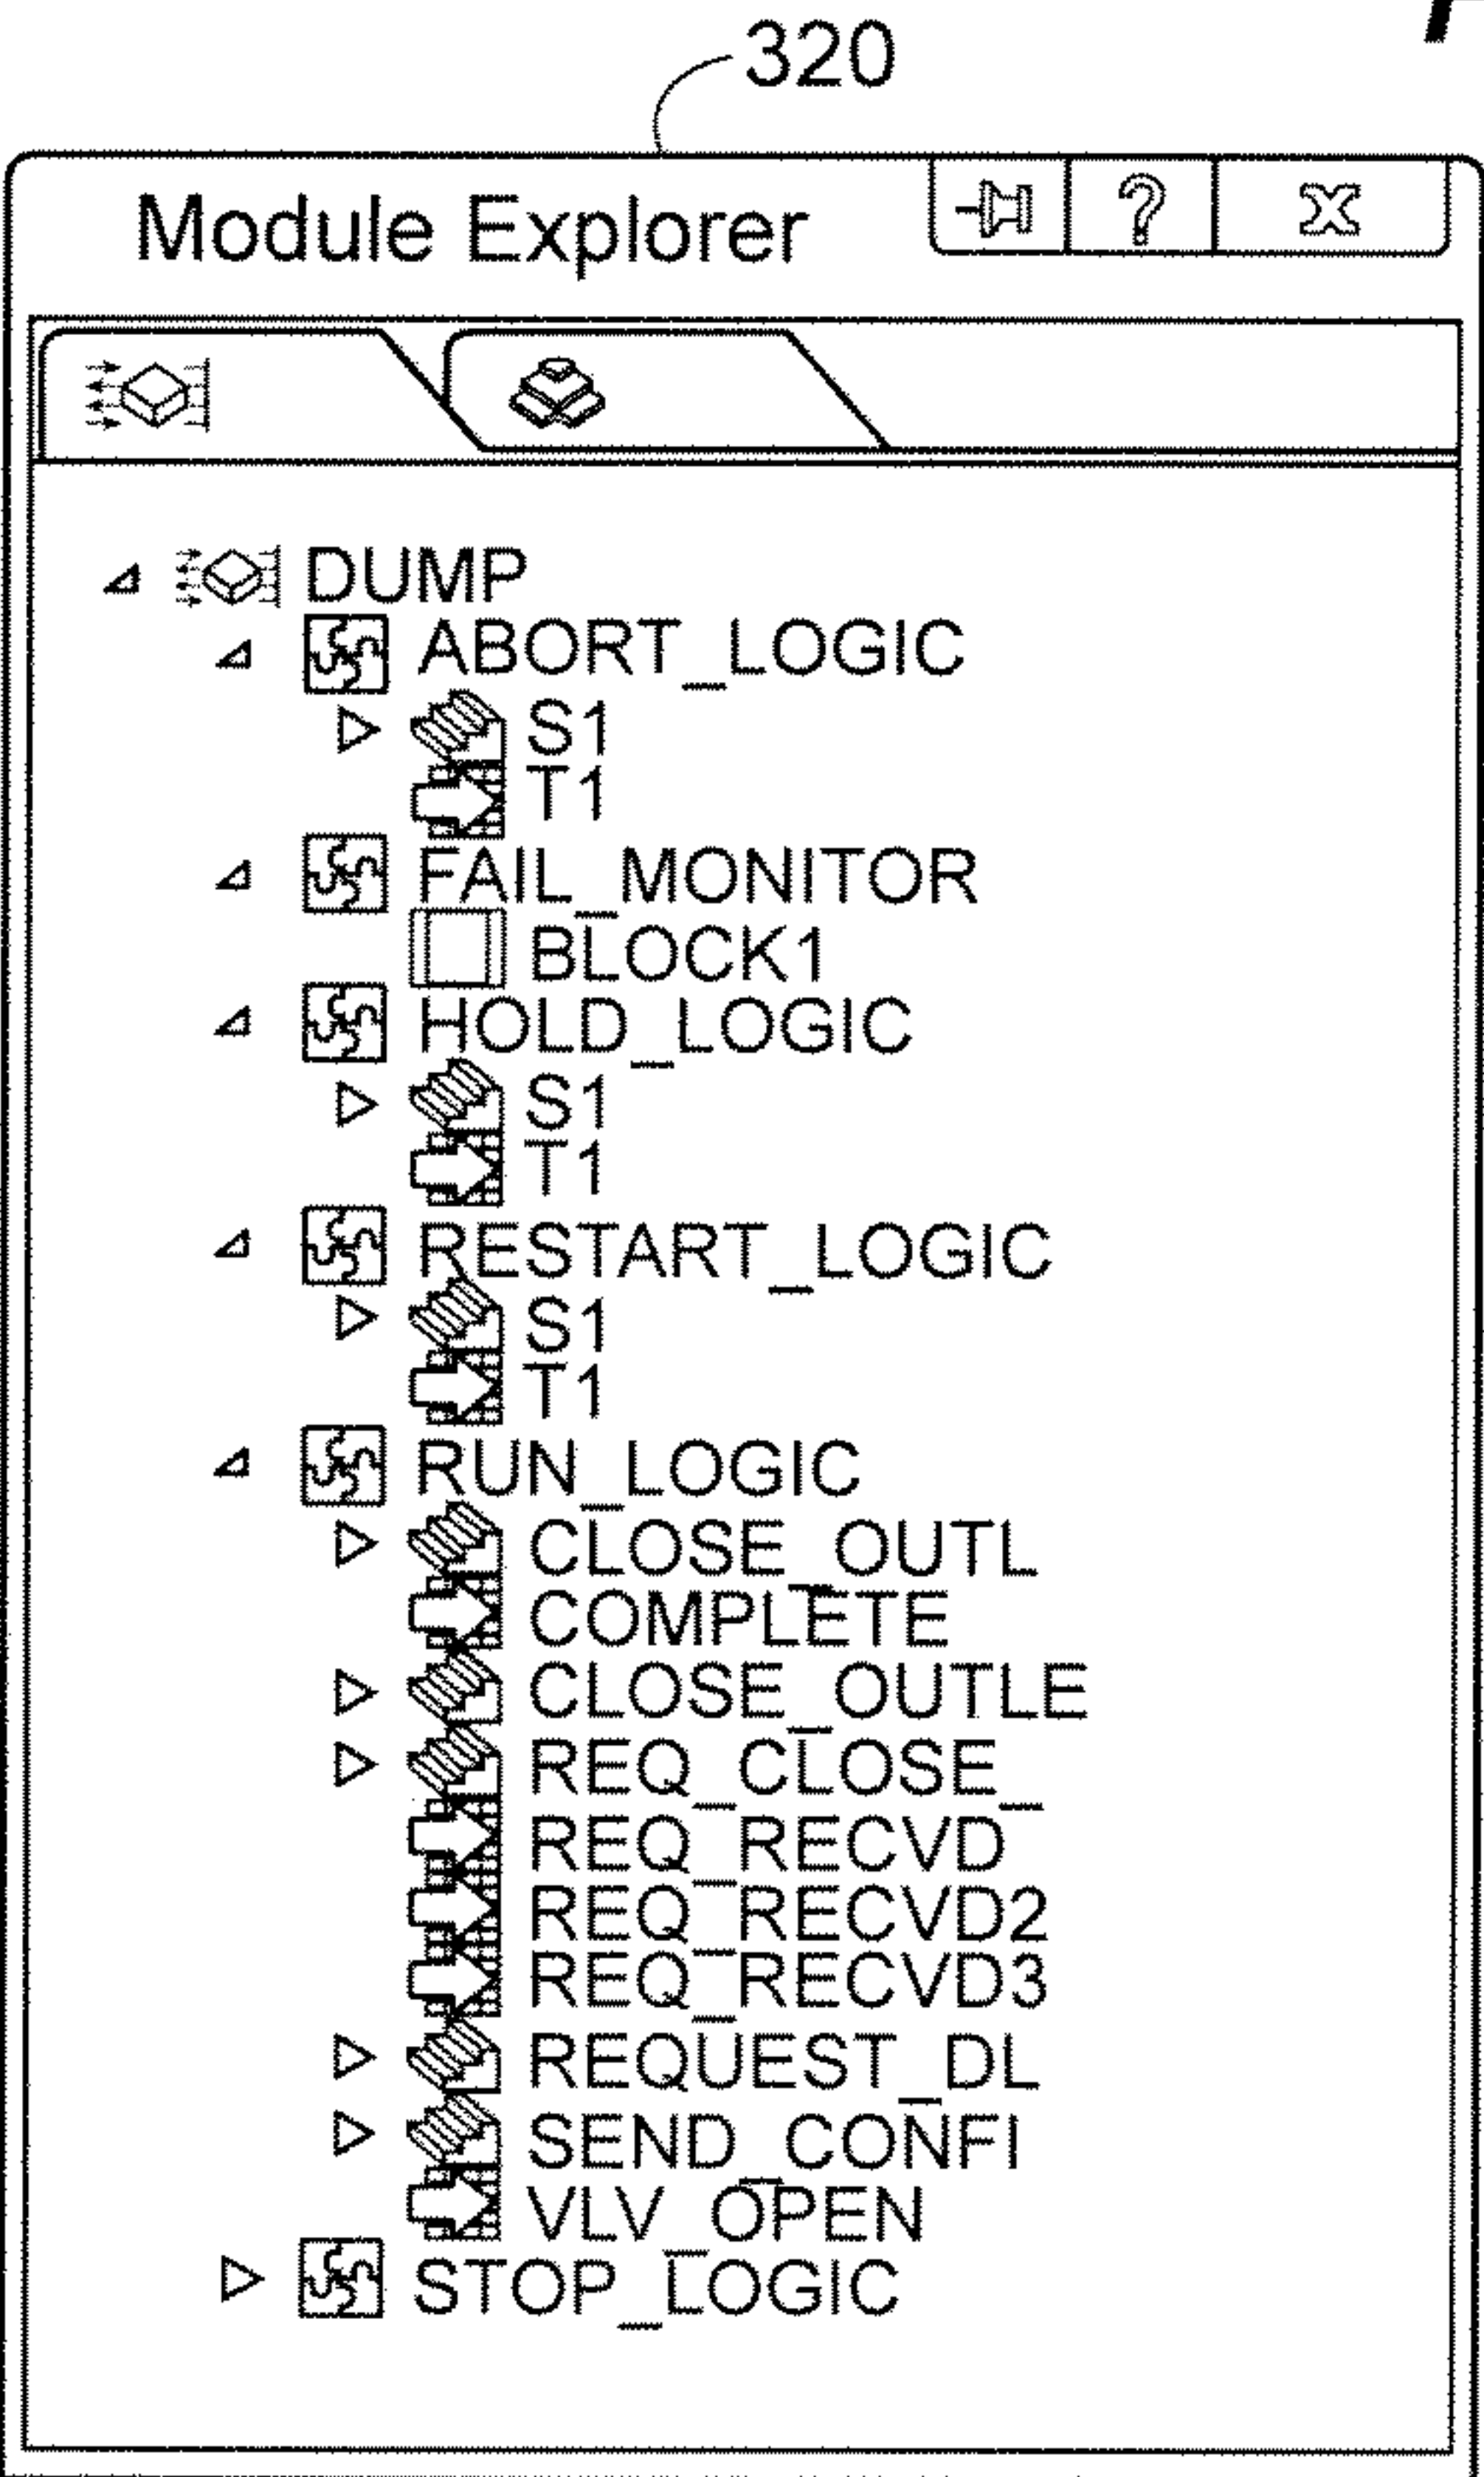 320
Module Explorer
?
X
DUMP
ABORT_LOGIC
S1
T1
FAIL_MONITOR
BLOCK1
HOLD_LOGIC
S1
T1
RESTART_LOGIC
S1
T1
RUN_LOGIC
CLOSE_OUTL
COMPLETE
CLOSE_OUTLE
REQ_CLOSE_
REQ_RECVD
REQ_RECVD2
REQ_RECVD3
REQUEST_DL
SEND_CONFI
VLV_OPEN
STOP_LOGIC